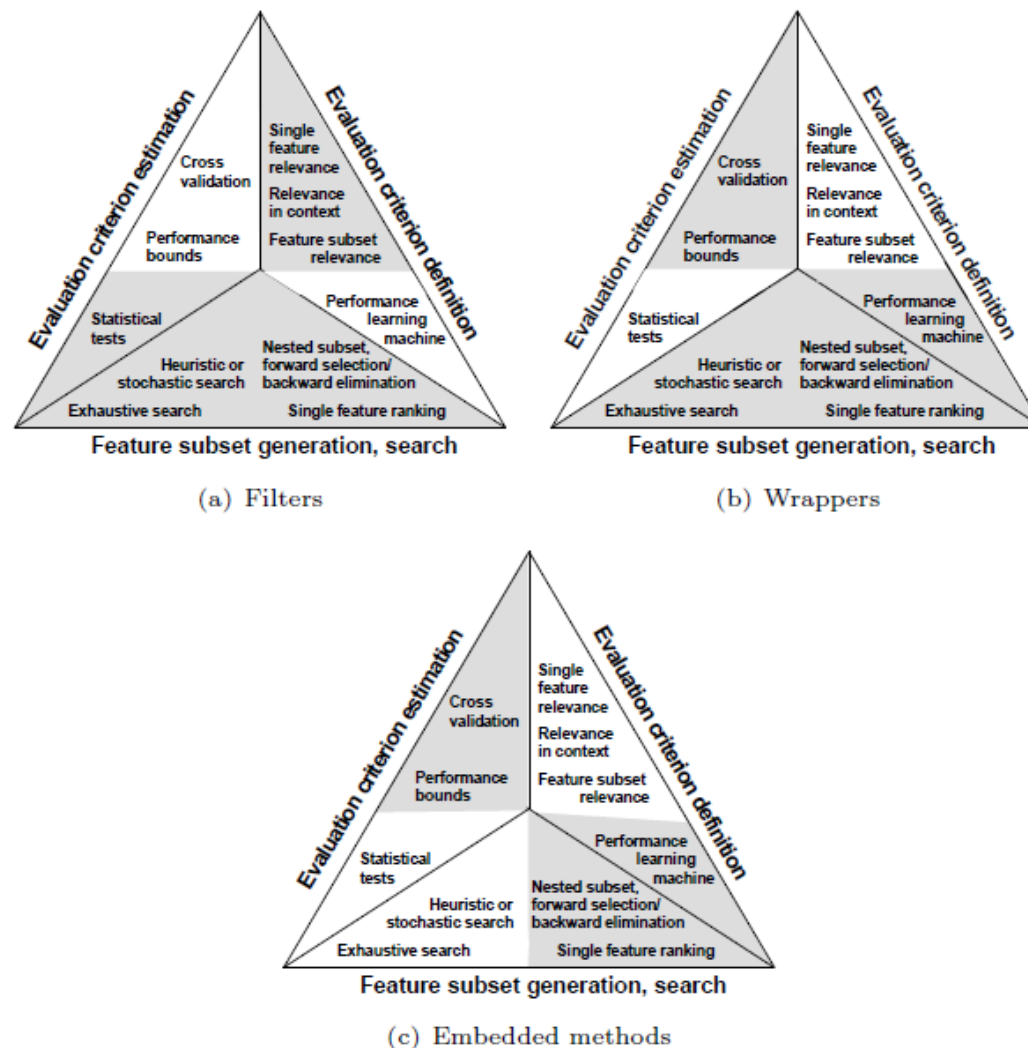 Evaluation criterion estimation
Evaluation criterion definition
Cross
validation
Performance
bounds
Single
feature
relevance
Relevance
in context
Feature subset
relevance
Statistical
tests
Performance
learning
machine
Heuristic or
stochastic search
Nested subset,
forward selection/
backward elimination
Exhaustive search
Single feature ranking
Feature subset generation, search
(a) Filters
Evaluation criterion estimation
Evaluation criterion definition
Cross
validation
Performance
bounds
Single
feature
relevance
Relevance
in context
Feature subset
relevance
Statistical
tests
Performance
learning
machine
Heuristic or
stochastic search
Nested subset,
forward selection/
backward elimination
Exhaustive search
Single feature ranking
Feature subset generation, search
(b) Wrappers
Evaluation criterion estimation
Evaluation criterion definition
Cross
validation
Performance
bounds
Single
feature
relevance
Relevance
in context
Feature subset
relevance
Statistical
tests
Performance
learning
machine
Heuristic or
stochastic search
Nested subset,
forward selection/
backward elimination
Exhaustive search
Single feature ranking
Feature subset generation, search
(c) Embedded methods